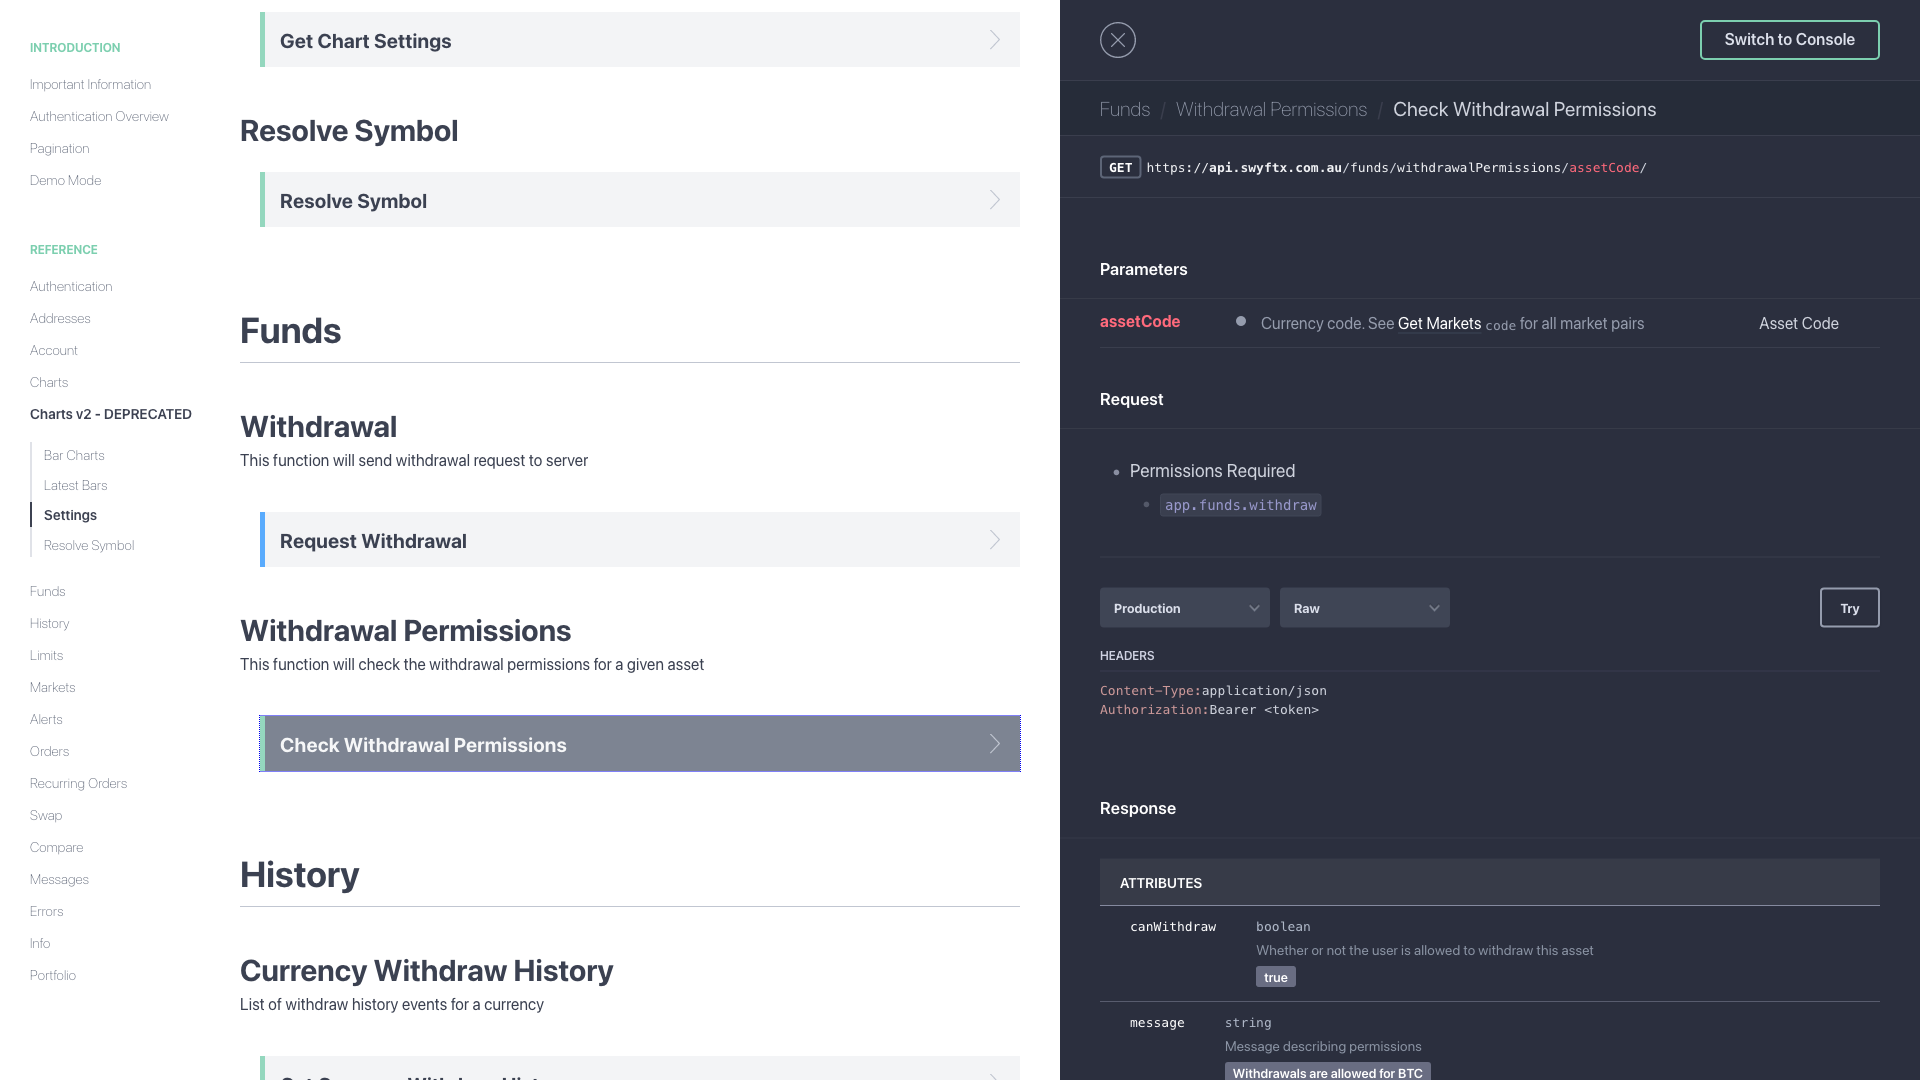 INTRODUCTION
Important Information
Authentication Overview
Pagination
Demo Mode
REFERENCE
Authentication
Addresses
Account
Charts
Charts v2 - DEPRECATED
Bar Charts
Latest Bars
Settings
Resolve Symbol
Funds
History
Limits
Markets
Alerts
Orders
Recurring Orders
Swap
Compare
Messages
Errors
Info
Portfolio
Get Chart Settings
Resolve Symbol
Resolve Symbol
Funds
Withdrawal
This function will send withdrawal request to server
Request Withdrawal
Withdrawal Permissions
This function will check the withdrawal permissions for a given asset
Check Withdrawal Permissions
History
Currency Withdraw History
List of withdraw history events for a currency
Switch to Console
Funds / Withdrawal Permissions / Check Withdrawal Permissions
GET https://api.swyftx.com.au/funds/withdrawalPermissions/assetCode/
Parameters
assetCode Currency code. See Get Markets code for all market pairs Asset Code
Request
Permissions Required
app.funds.withdraw
Production Raw Try
HEADERS
Content-Type:application/json
Authorization:Bearer <token>
Response
ATTRIBUTES
canWithdraw boolean
Whether or not the user is allowed to withdraw this asset
true
message string
Message describing permissions
Withdrawals are allowed for BTC